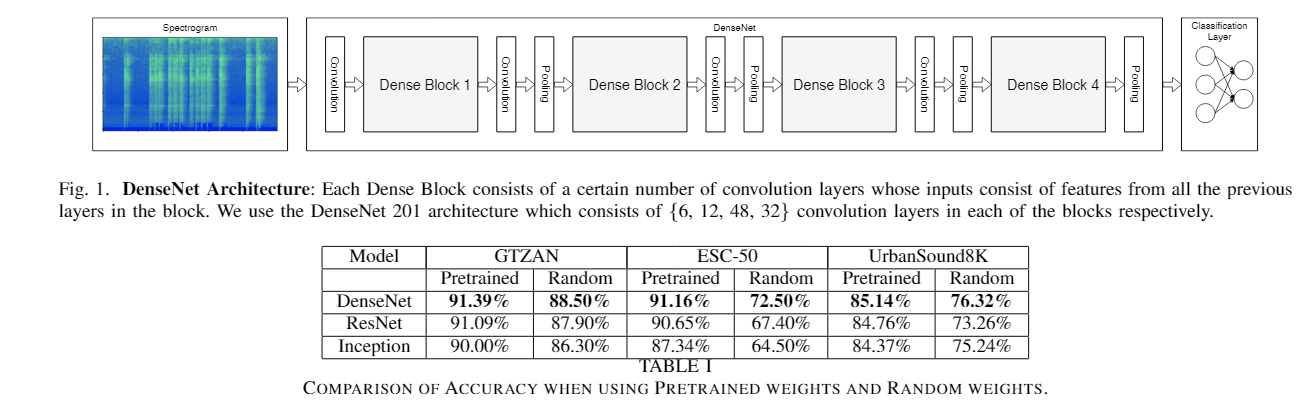 Spectrogram
DenseNet
Classification
Layer
Convolution
Dense Block 1
Convolution
Pooling
Dense Block 2
Convolution
Pooling
Dense Block 3
Convolution
Pooling
Dense Block 4
Pooling
Fig. 1. DenseNet Architecture: Each Dense Block consists of a certain number of convolution layers whose inputs consist of features from all the previous
layers in the block. We use the DenseNet 201 architecture which consists of {6, 12, 48, 32} convolution layers in each of the blocks respectively.
Model GTZAN ESC-50 UrbanSound8K
Pretrained Random Pretrained Random Pretrained Random
DenseNet 91.39% 88.50% 91.16% 72.50% 85.14% 76.32%
ResNet 91.09% 87.90% 90.65% 67.40% 84.76% 73.26%
Inception 90.00% 86.30% 87.34% 64.50% 84.37% 75.24%
TABLE I
COMPARISON OF ACCURACY WHEN USING PRETRAINED WEIGHTS AND RANDOM WEIGHTS.